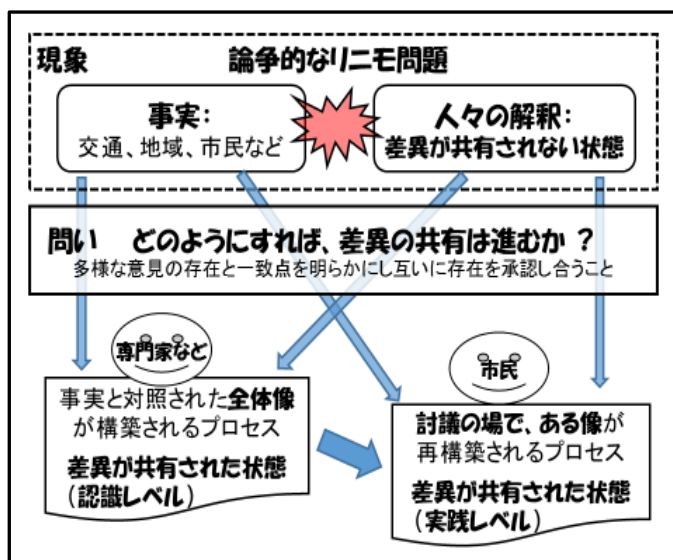 現象 論争的なリニモ問題
事実:
交通、地域、市民など
人々の解釈:
差異が共有されない状態
問い どのようにすれば、差異の共有は進むか ?
多様な意見の存在と一致点を明らかにし互いに存在を承認し合うこと
専門家など
事実と対照された全体像
が構築されるプロセス
差異が共有された状態
(認識レベル)
市民
討議の場で、ある像が
再構築されるプロセス
差異が共有された状態
(実践レベル)